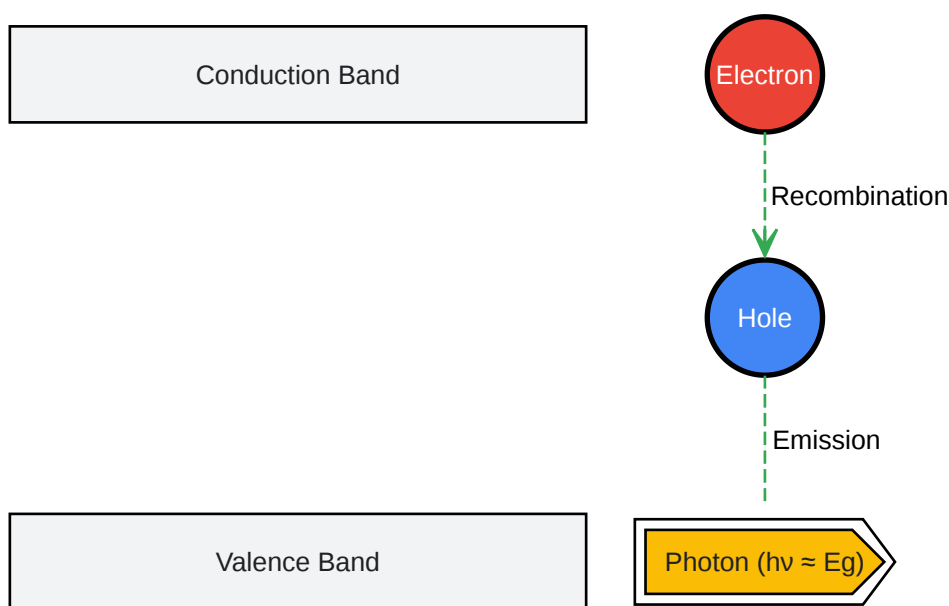 Conduction Band
Electron
Recombination
Hole
Emission
Valence Band
Photon (hν ≈ Eg)